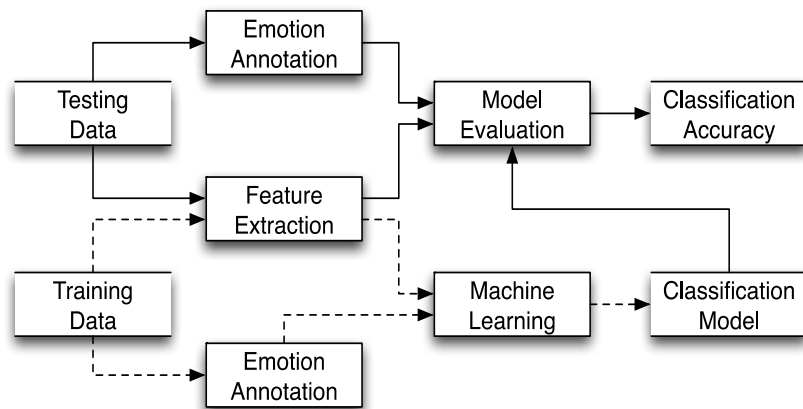 Emotion
Annotation
Testing
Data
Model
Evaluation
Classification
Accuracy
Feature
Extraction
Training
Data
Machine
Learning
Classification
Model
Emotion
Annotation